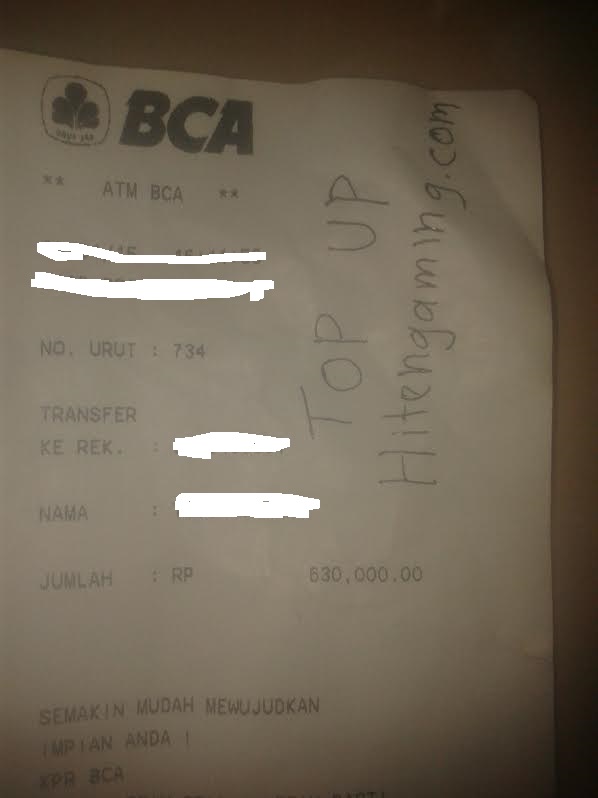 BCA
** ATM BCA **
NO. URUT : 734
TRANSFER
KE REK. :
NAMA :
JUMLAH : RP 630,000.00
SEMAKIN MUDAH MEWUJUDKAN
IMPIAN ANDA !
KPR BCA
TOP UP
Hitengaming.com